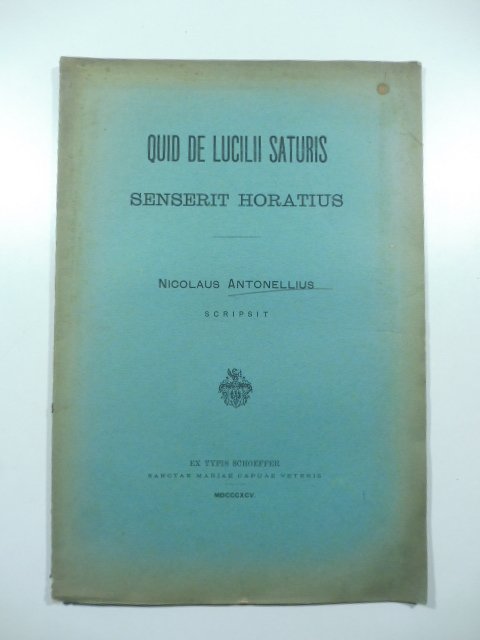 QUID DE LUCILII SATURIS
SENSERIT HORATIUS
NICOLAUS ANTONELLIUS
SCRIPSIT
EX TYPIS SCHOEFFER
SANCTAE MARIAE CAPUAE VETERIS
MDCCCXCV.